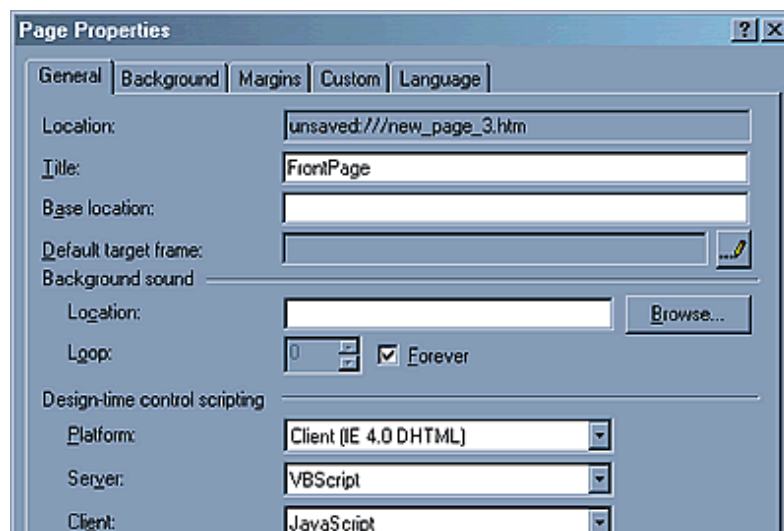 Page Properties
General Background Margins Custom Language
Location: unsaved:///new_page_3.htm
Title: FrontPage
Base location:
Default target frame:
Background sound
Location: Browse...
Loop: 0 Forever
Design-time control scripting
Platform: Client (IE 4.0 DHTML)
Server: VBScript
Client: JavaScript